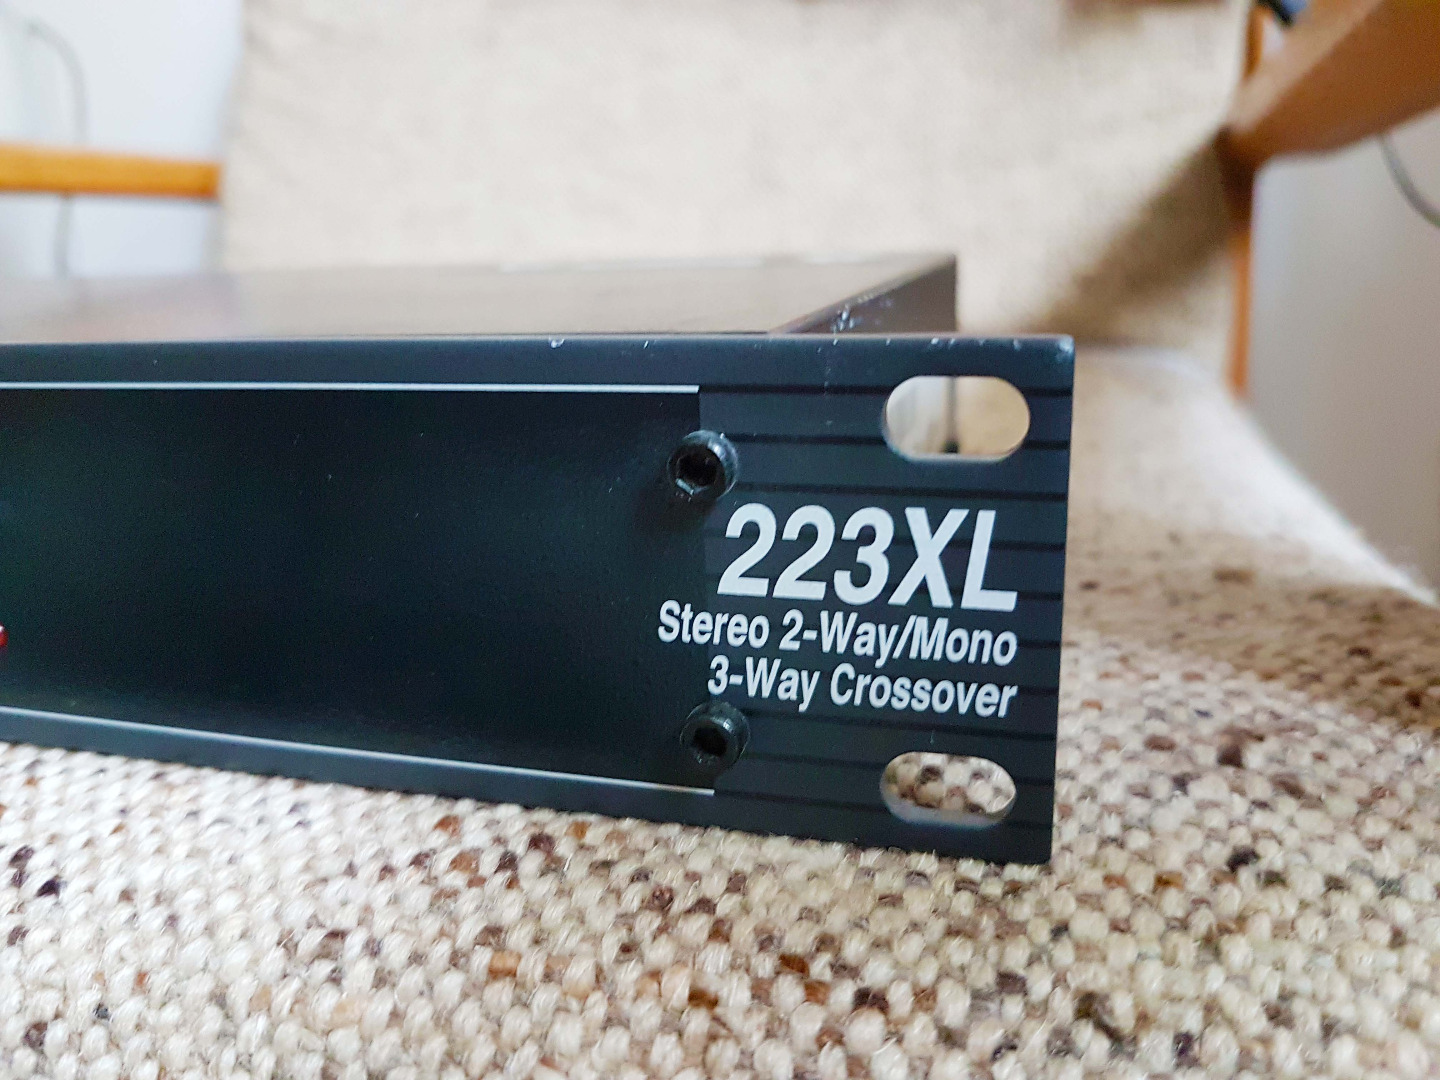 223XL
Stereo 2-Way/Mono
3-Way Crossover